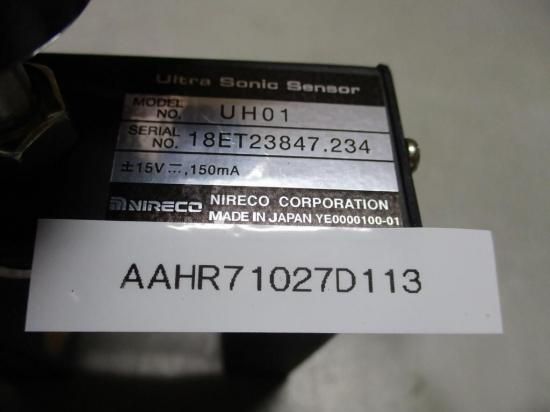 Ultra Sonic Sensor
MODEL NO. UH01
SERIAL NO. 18ET23847.234
±15V⎓,150mA
NIRECO NIRECO CORPORATION
MADE IN JAPAN YE0000100-01
AAHR71027D113